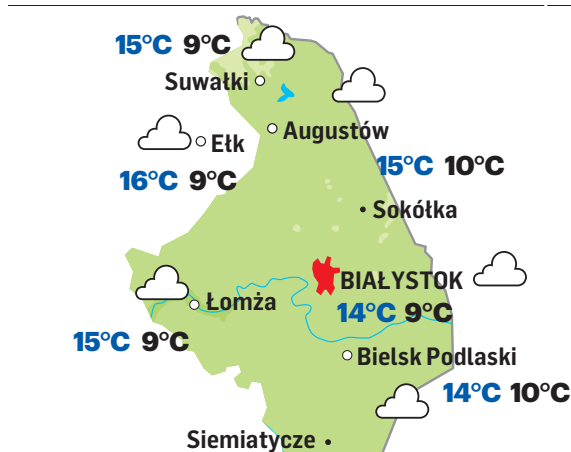 15°C 9°C
Suwałki
Augustów
Ełk
16°C 9°C
15°C 10°C
Sokółka
BIAŁYSTOK
Łomża
14°C 9°C
15°C 9°C
Bielsk Podlaski
14°C 10°C
Siemiatycze